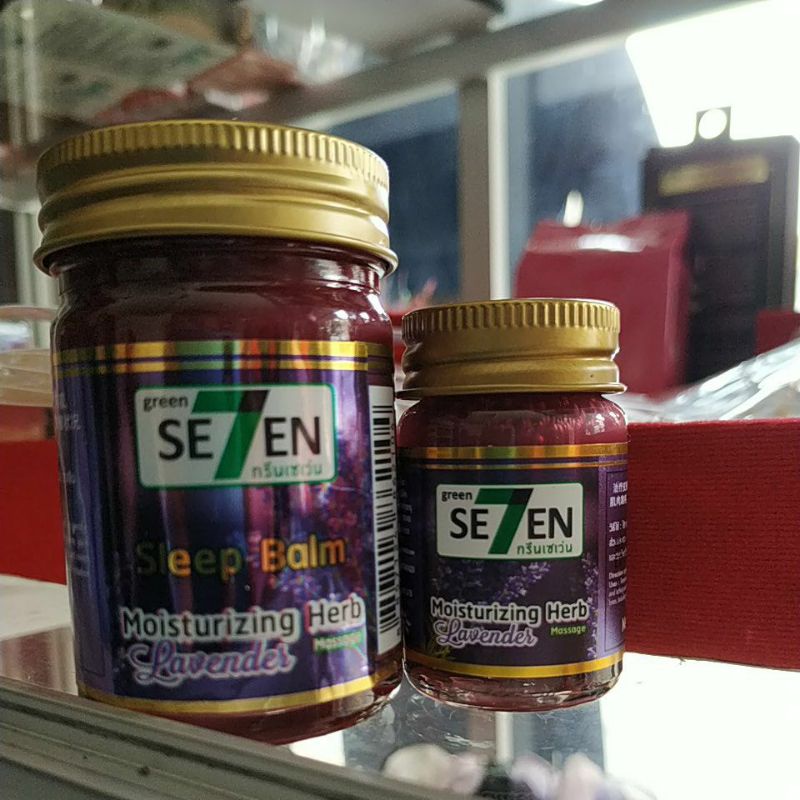 green
SE7EN
กรีนเซเว่น
Sleep-Balm
Moisturizing Herb
Lavender
Massage
green
SE7EN
กรีนเซเว่น
Moisturizing Herb
Lavender
Massage